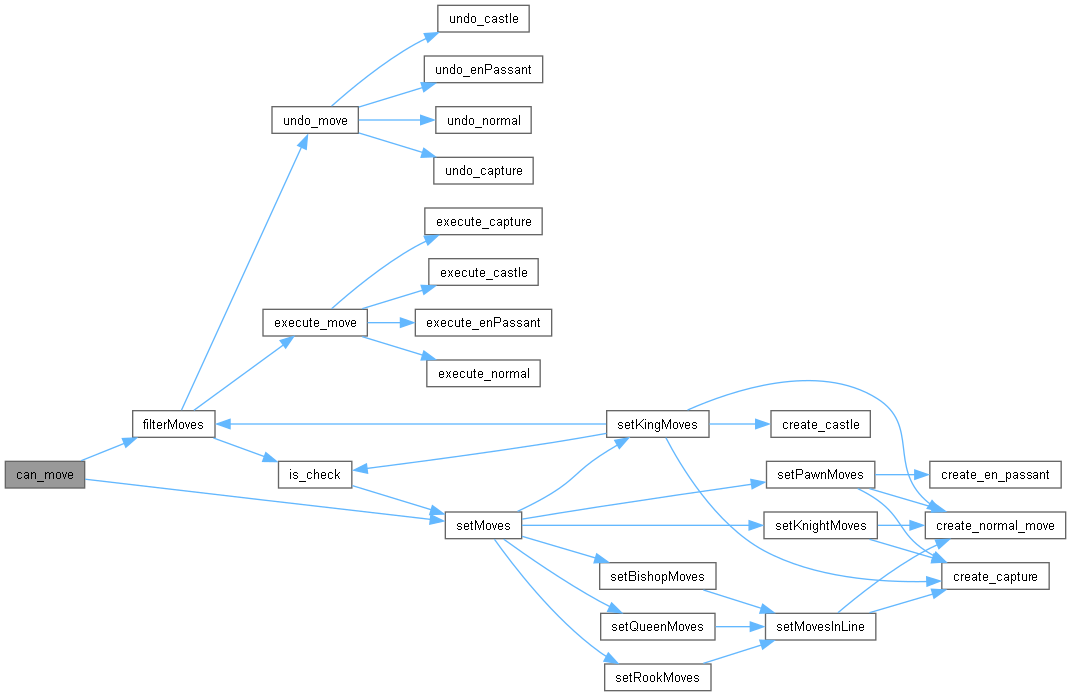 undo_castle
undo_enPassant
undo_move
undo_normal
undo_capture
execute_capture
execute_castle
execute_move
execute_enPassant
execute_normal
filterMoves
setKingMoves
create_castle
can_move
is_check
setPawnMoves
create_en_passant
setMoves
setKnightMoves
create_normal_move
setBishopMoves
create_capture
setQueenMoves
setMovesInLine
setRookMoves